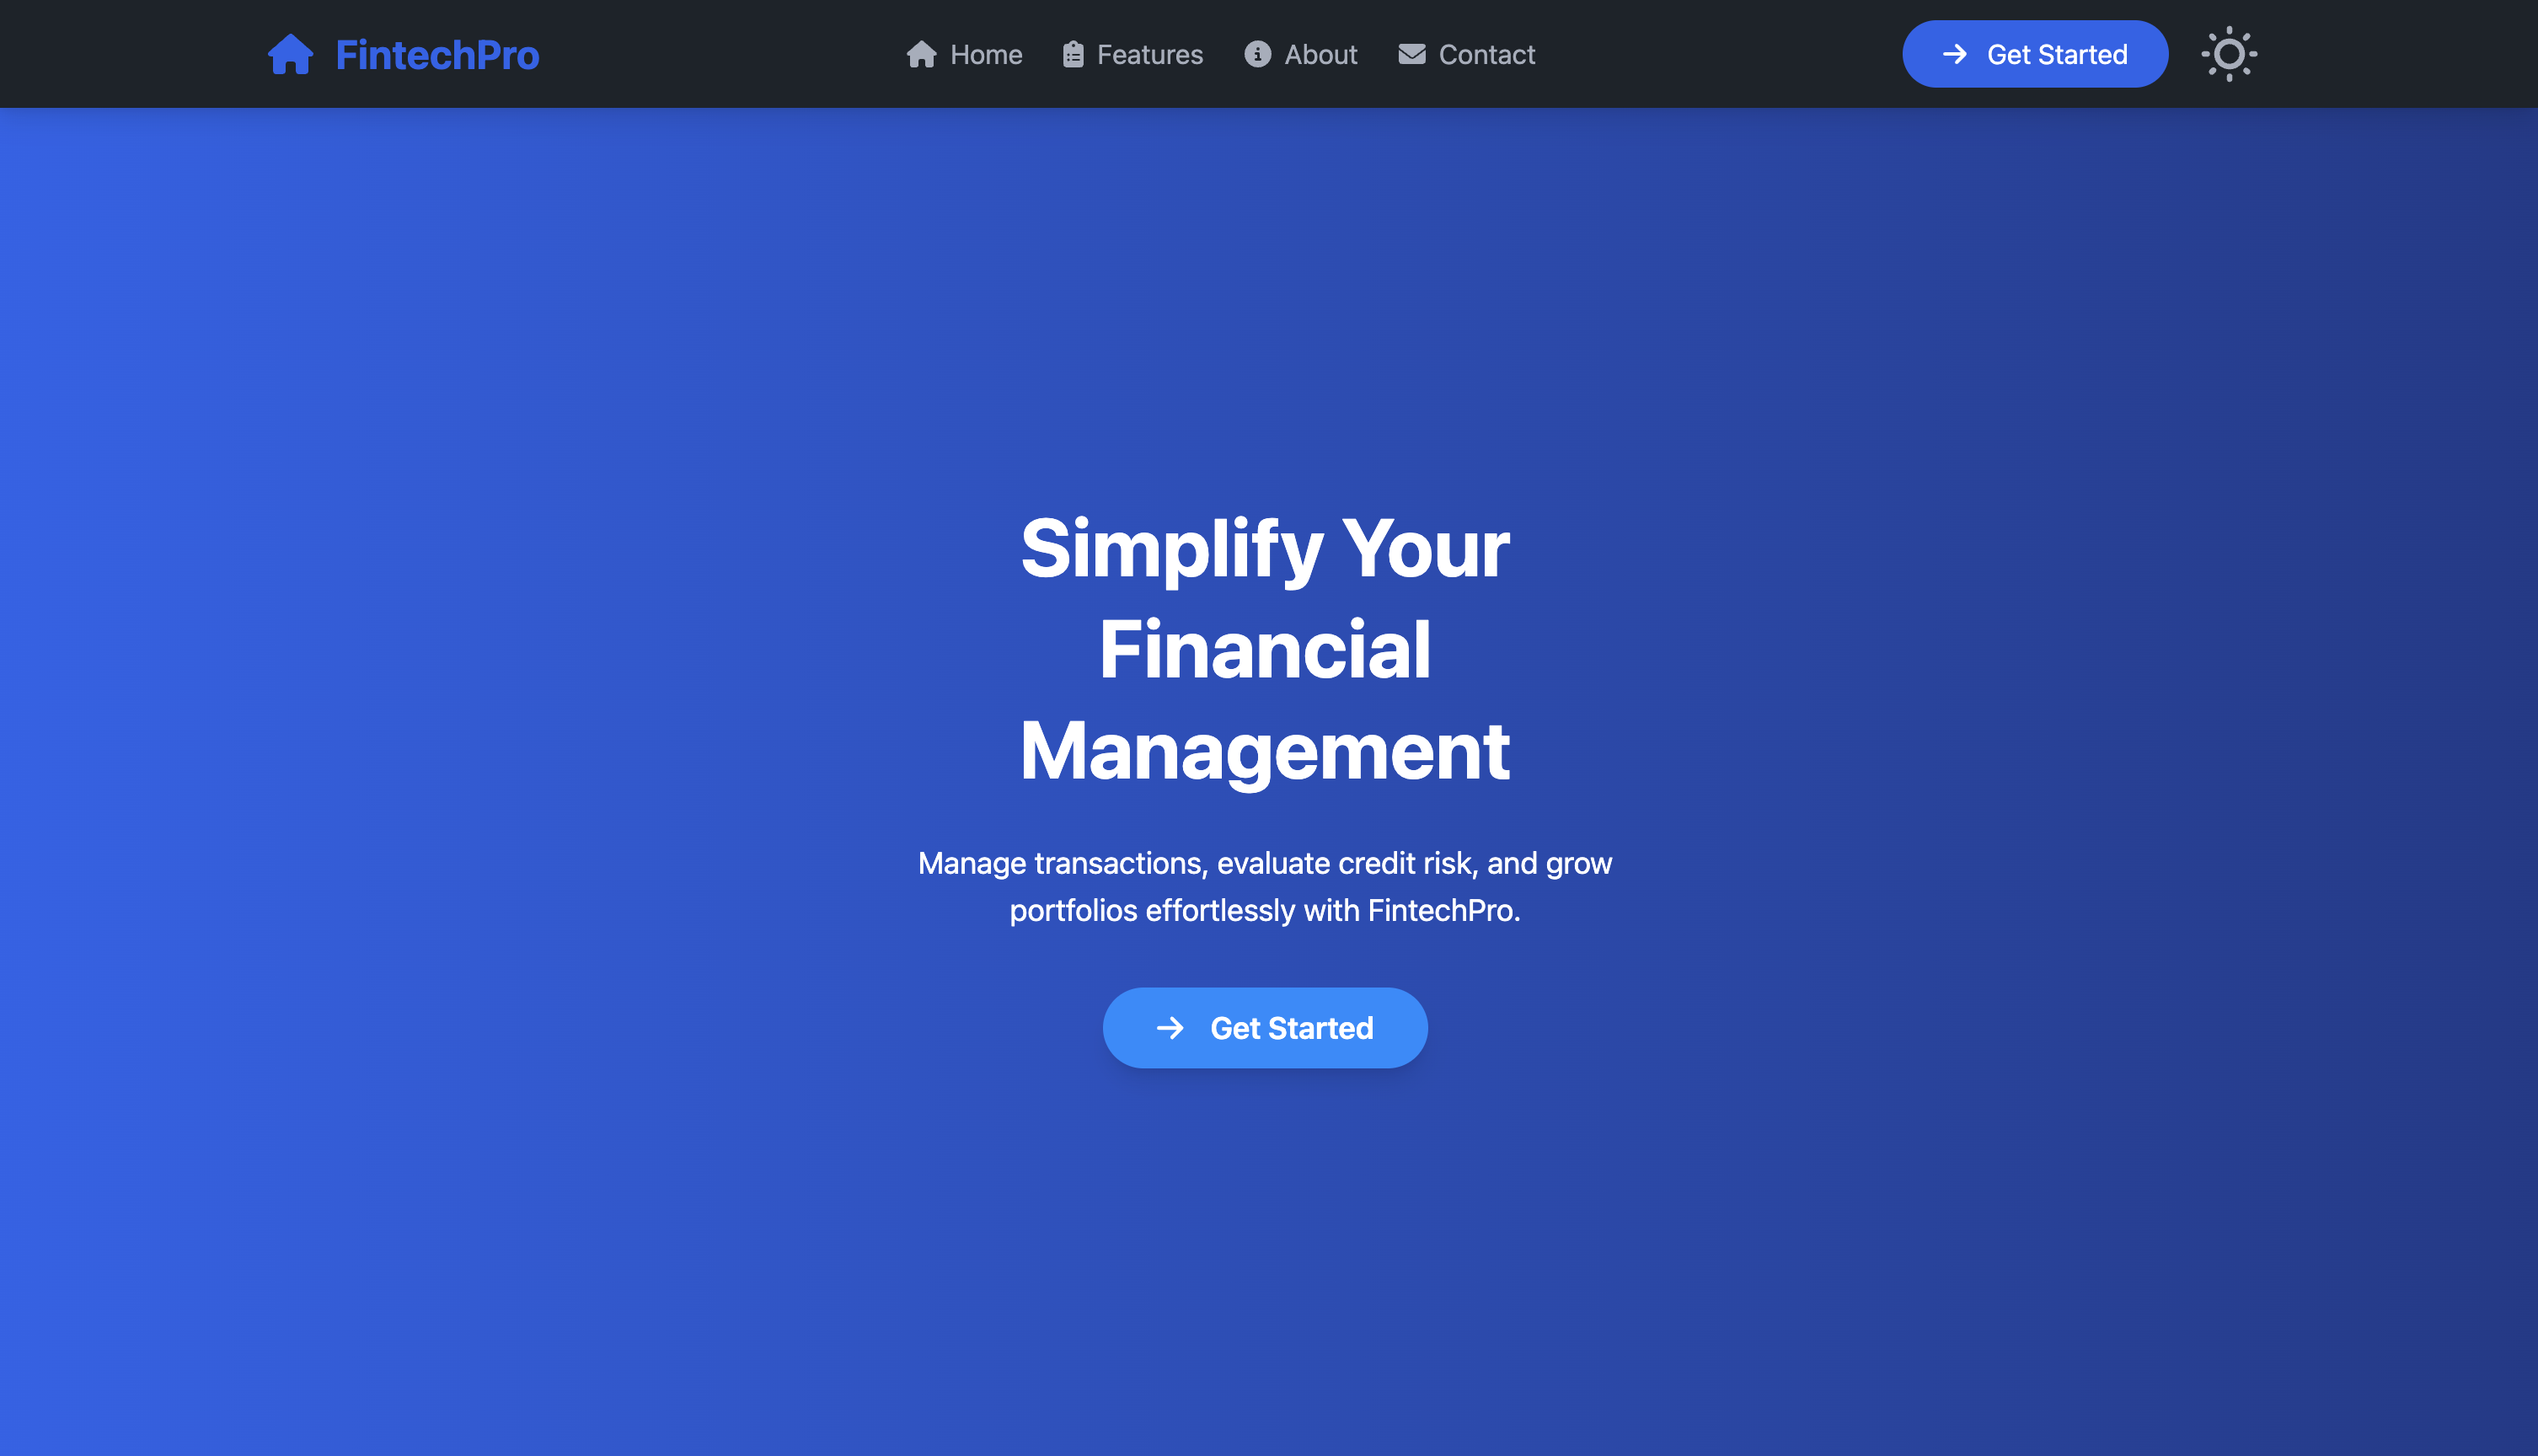 FintechPro
Home
Features
About
Contact
Get Started
Simplify Your
Financial
Management
Manage transactions, evaluate credit risk, and grow
portfolios effortlessly with FintechPro.
Get Started